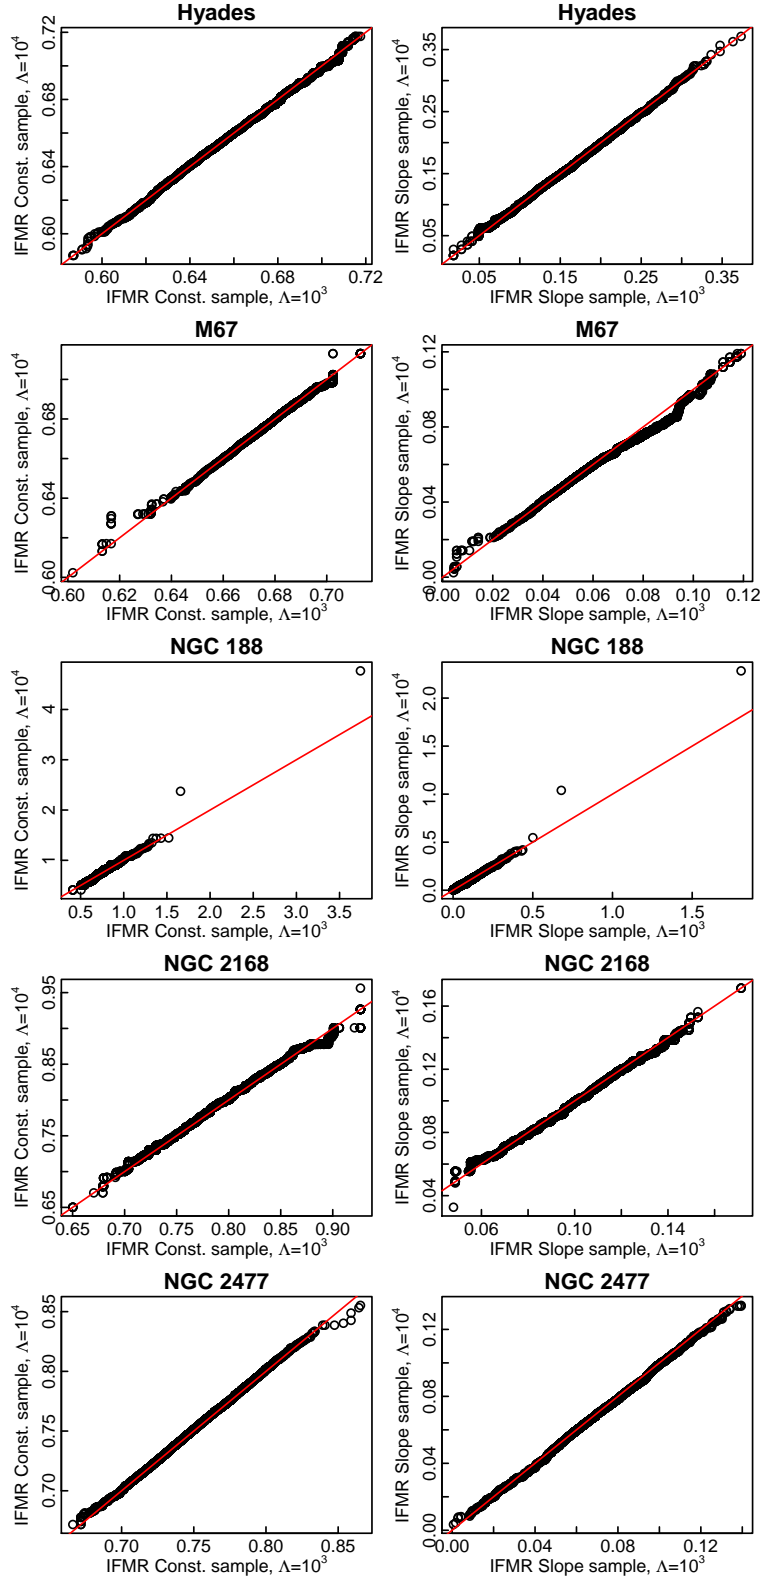 Hyades
IFMR Const. sample, Λ=10⁴
0.60 0.64 0.68 0.72
0.60 0.64 0.68 0.72
IFMR Const. sample, Λ=10³
Hyades
IFMR Slope sample, Λ=10⁴
0.05 0.15 0.25 0.35
0.05 0.15 0.25 0.35
IFMR Slope samples, Λ=10³
M67
IFMR Const. sample, Λ=10⁴
0.60 0.64 0.68
0.60 0.62 0.64 0.66 0.68 0.70
IFMR Const. sample, Λ=10³
M67
IFMR Slope sample, Λ=10⁴
0.00 0.04 0.08 0.12
0.00 0.02 0.04 0.06 0.08 0.10 0.12
IFMR Slope sample, Λ=10³
NGC 188
IFMR Const. sample, Λ=10⁴
1 2 3 4
0.5 1.0 1.5 2.0 2.5 3.0 3.5
IFMR Const. sample, Λ=10³
NGC 188
IFMR Slope sample, Λ=10⁴
0.0 0.5 1.0 1.5 2.0
0.0 0.5 1.0 1.5
IFMR Slope sample, Λ=10³
NGC 2168
IFMR Const. sample, Λ=10⁴
0.65 0.75 0.85 0.95
0.65 0.70 0.75 0.80 0.85 0.90
IFMR Const. sample, Λ=10³
NGC 2168
IFMR Slope sample, Λ=10⁴
0.04 0.08 0.12 0.16
0.06 0.10 0.14
IFMR Slope sample, Λ=10³
NGC 2477
IFMR Const. sample, Λ=10⁴
0.70 0.75 0.80 0.85
0.70 0.75 0.80 0.85
IFMR Const. sample, Λ=10³
NGC 2477
IFMR Slope sample, Λ=10⁴
0.00 0.04 0.08 0.12
0.00 0.04 0.08 0.12
IFMR Slope sample, Λ=10³